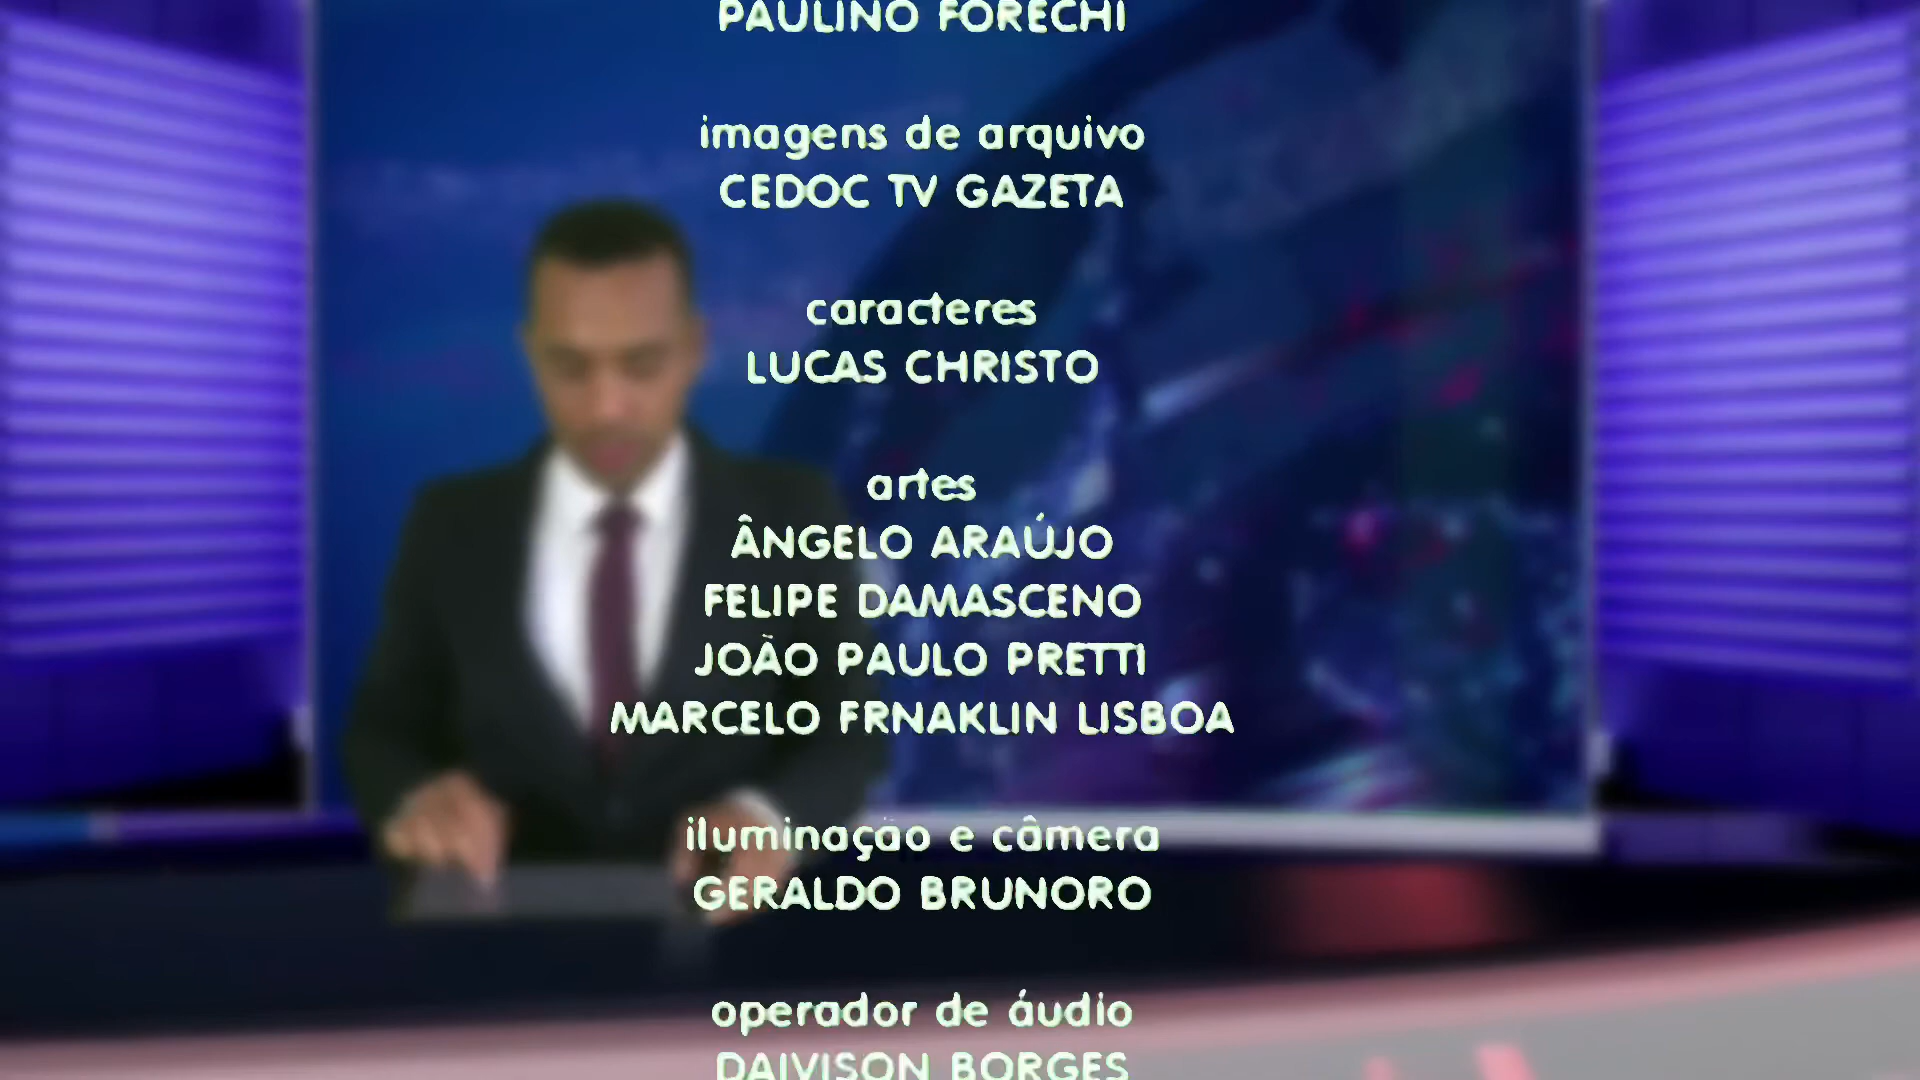 PAULINO FORECHI
imagens de arquivo
CEDOC TV GAZETA
caracteres
LUCAS CHRISTO
artes
ÂNGELO ARAÚJO
FELIPE DAMASCENO
JOÃO PAULO PRETTI
MARCELO FRNAKLIN LISBOA
iluminação e câmera
GERALDO BRUNORO
operador de áudio
DAIVISON BORGES